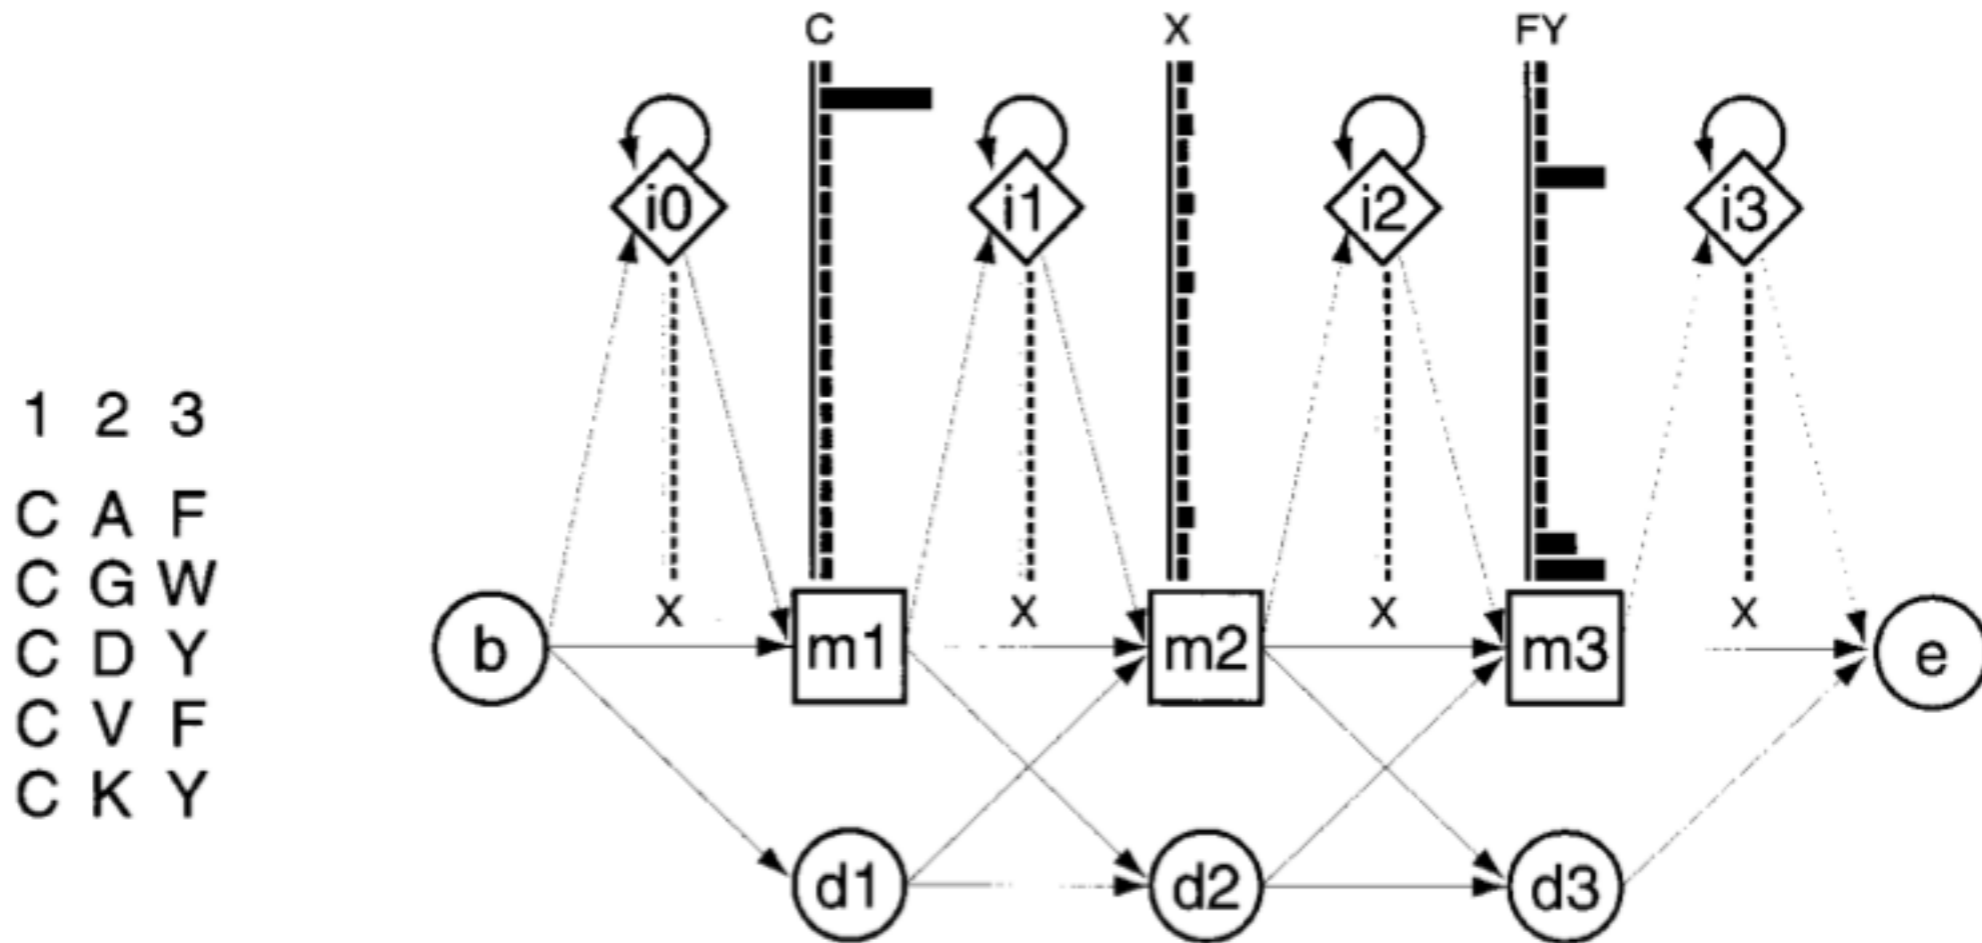 C X FY
i0 i1 i2 i3
1 2 3
C A F
C G W
C D Y
C V F
C K Y
X X X X
b m1 m2 m3 e
d1 d2 d3